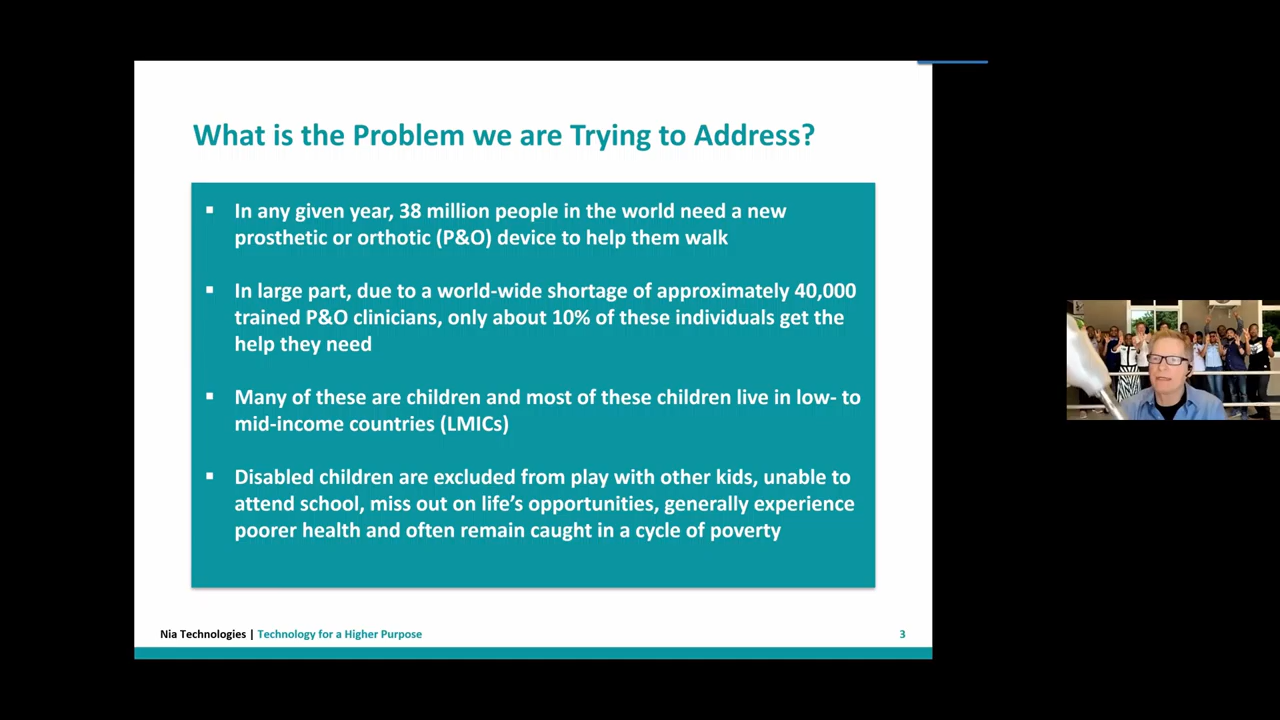 What is the Problem we are Trying to Address?
▪ In any given year, 38 million people in the world need a new
prosthetic or orthotic (P&O) device to help them walk
▪ In large part, due to a world-wide shortage of approximately 40,000
trained P&O clinicians, only about 10% of these individuals get the
help they need
▪ Many of these are children and most of these children live in low- to
mid-income countries (LMICs)
▪ Disabled children are excluded from play with other kids, unable to
attend school, miss out on life’s opportunities, generally experience
poorer health and often remain caught in a cycle of poverty
Nia Technologies | Technology for a Higher Purpose 3